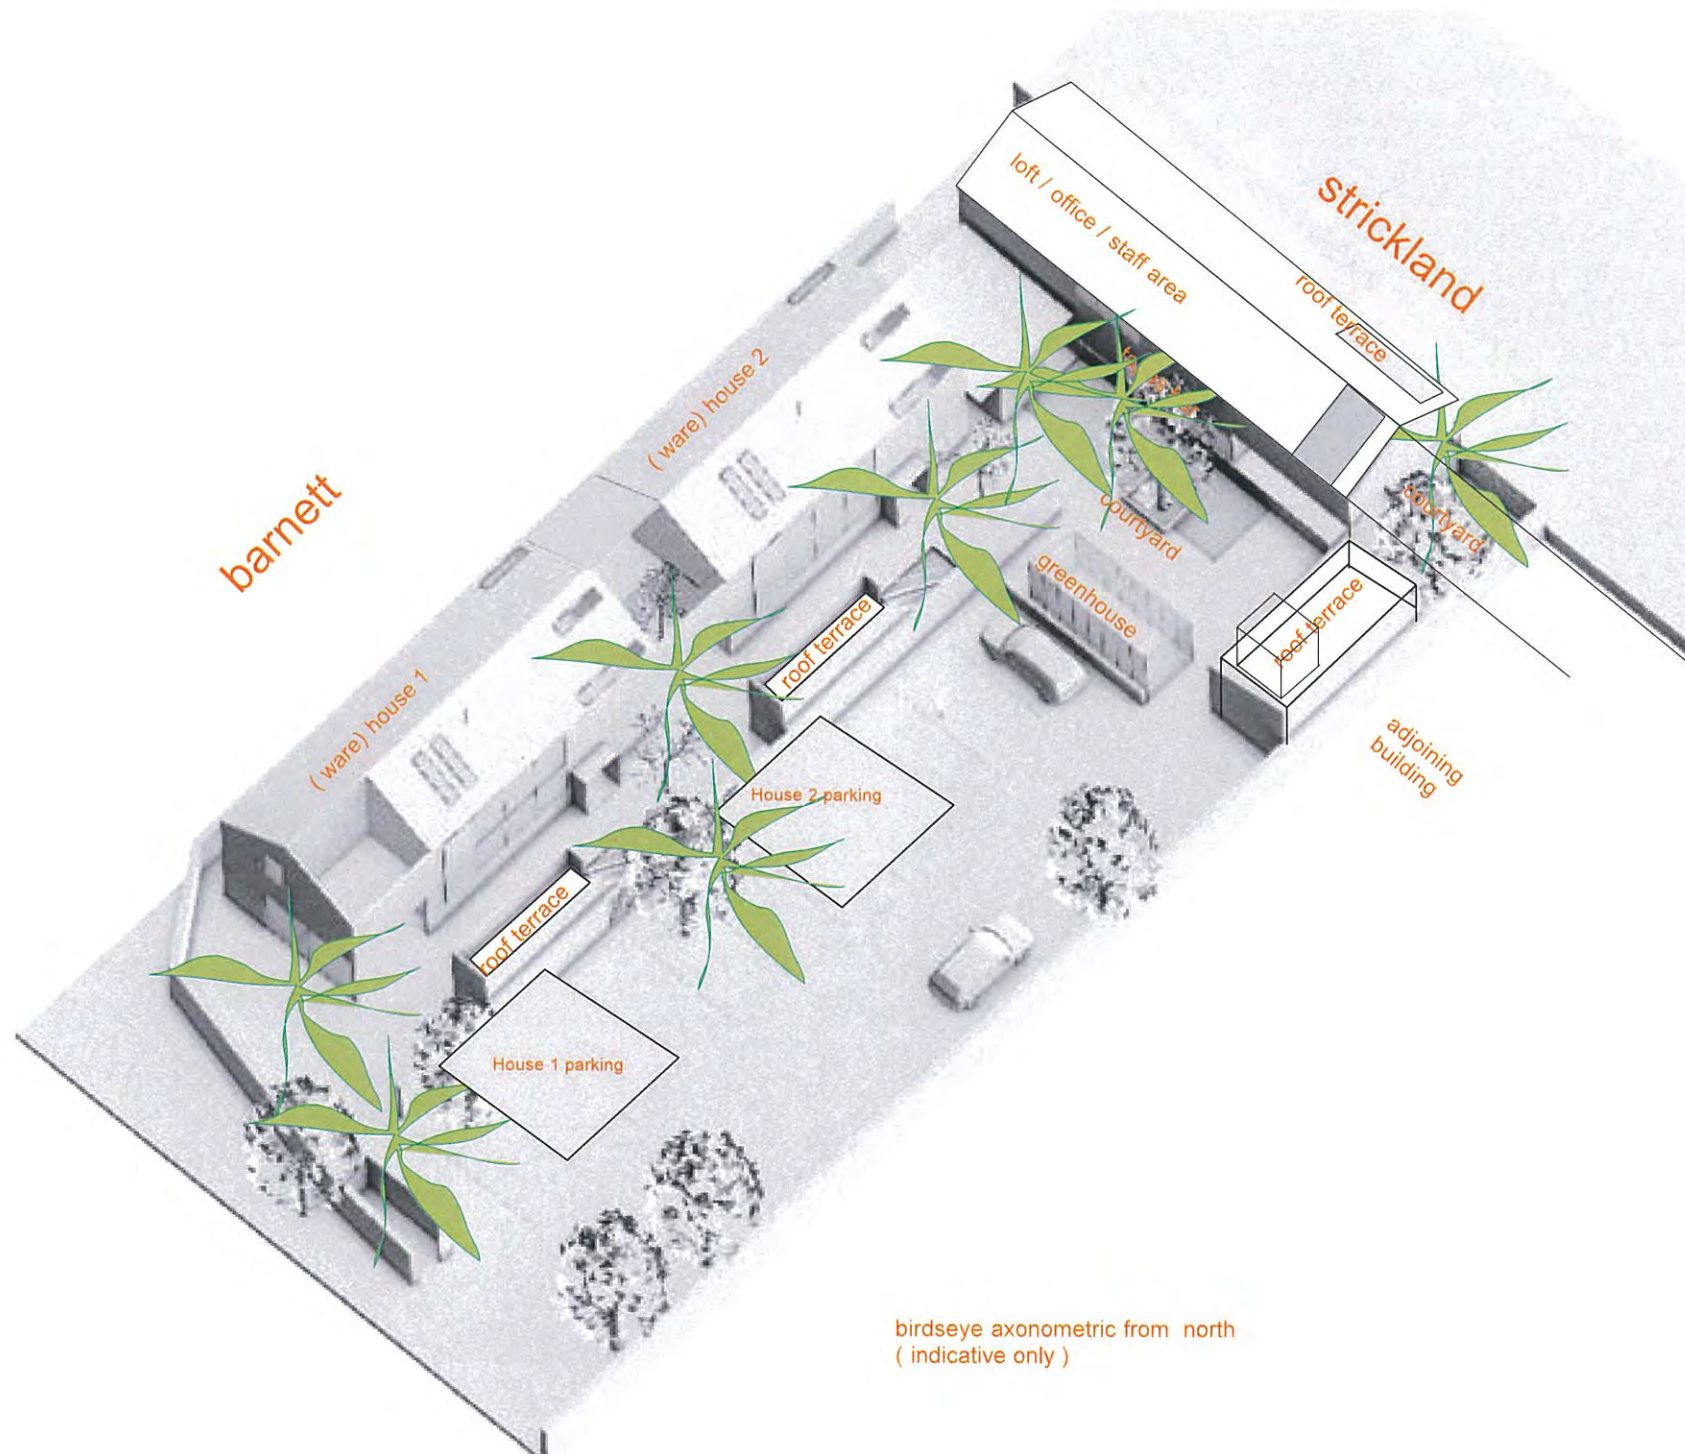 strickland
loft / office / staff area
roof terrace
( ware) house 2
barnett
courtyard
courtyard
greenhouse
roof terrace
roof terrace
(ware) house 1
adjoining
building
House 2 parking
roof terrace
House 1 parking
birdseye axonometric from north
( indicative only )